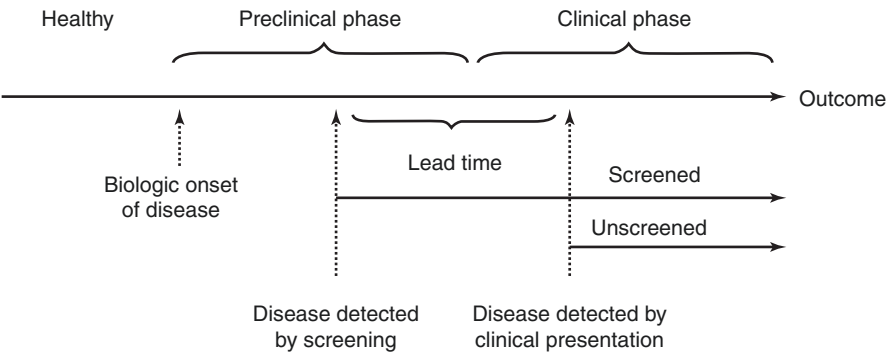 Healthy
Preclinical phase
Clinical phase
Outcome
Lead time
Biologic onset
of disease
Screened
Unscreened
Disease detected
by screening
Disease detected by
clinical presentation